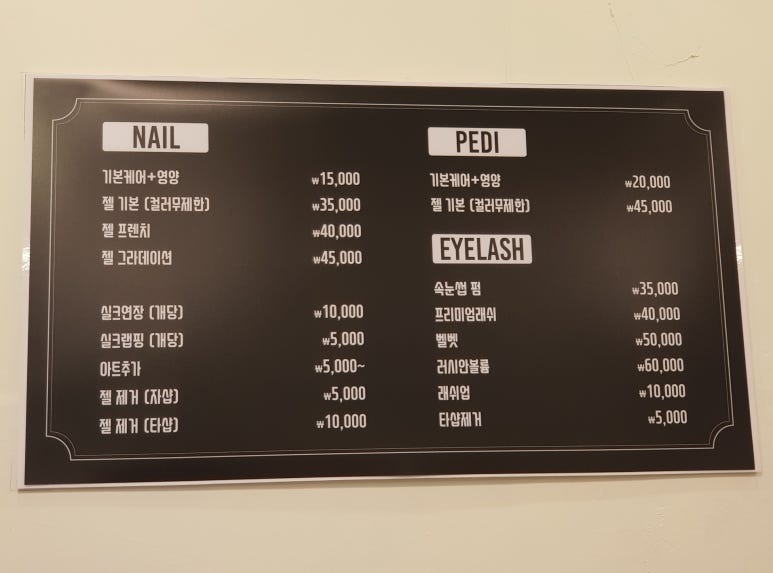 NAIL
기본케어+영양 ₩15,000
젤 기본 (컬러무제한) ₩35,000
젤 프렌치 ₩40,000
젤 그라데이션 ₩45,000
실크연장 (개당) ₩10,000
실크랩핑 (개당) ₩5,000
아트추가 ₩5,000~
젤 제거 (자샵) ₩5,000
젤 제거 (타샵) ₩10,000
PEDI
기본케어+영양 ₩20,000
젤 기본 (컬러무제한) ₩45,000
EYELASH
속눈썹 펌 ₩35,000
프리미엄래쉬 ₩40,000
벨벳 ₩50,000
러시안볼륨 ₩60,000
래쉬업 ₩10,000
타샵제거 ₩5,000